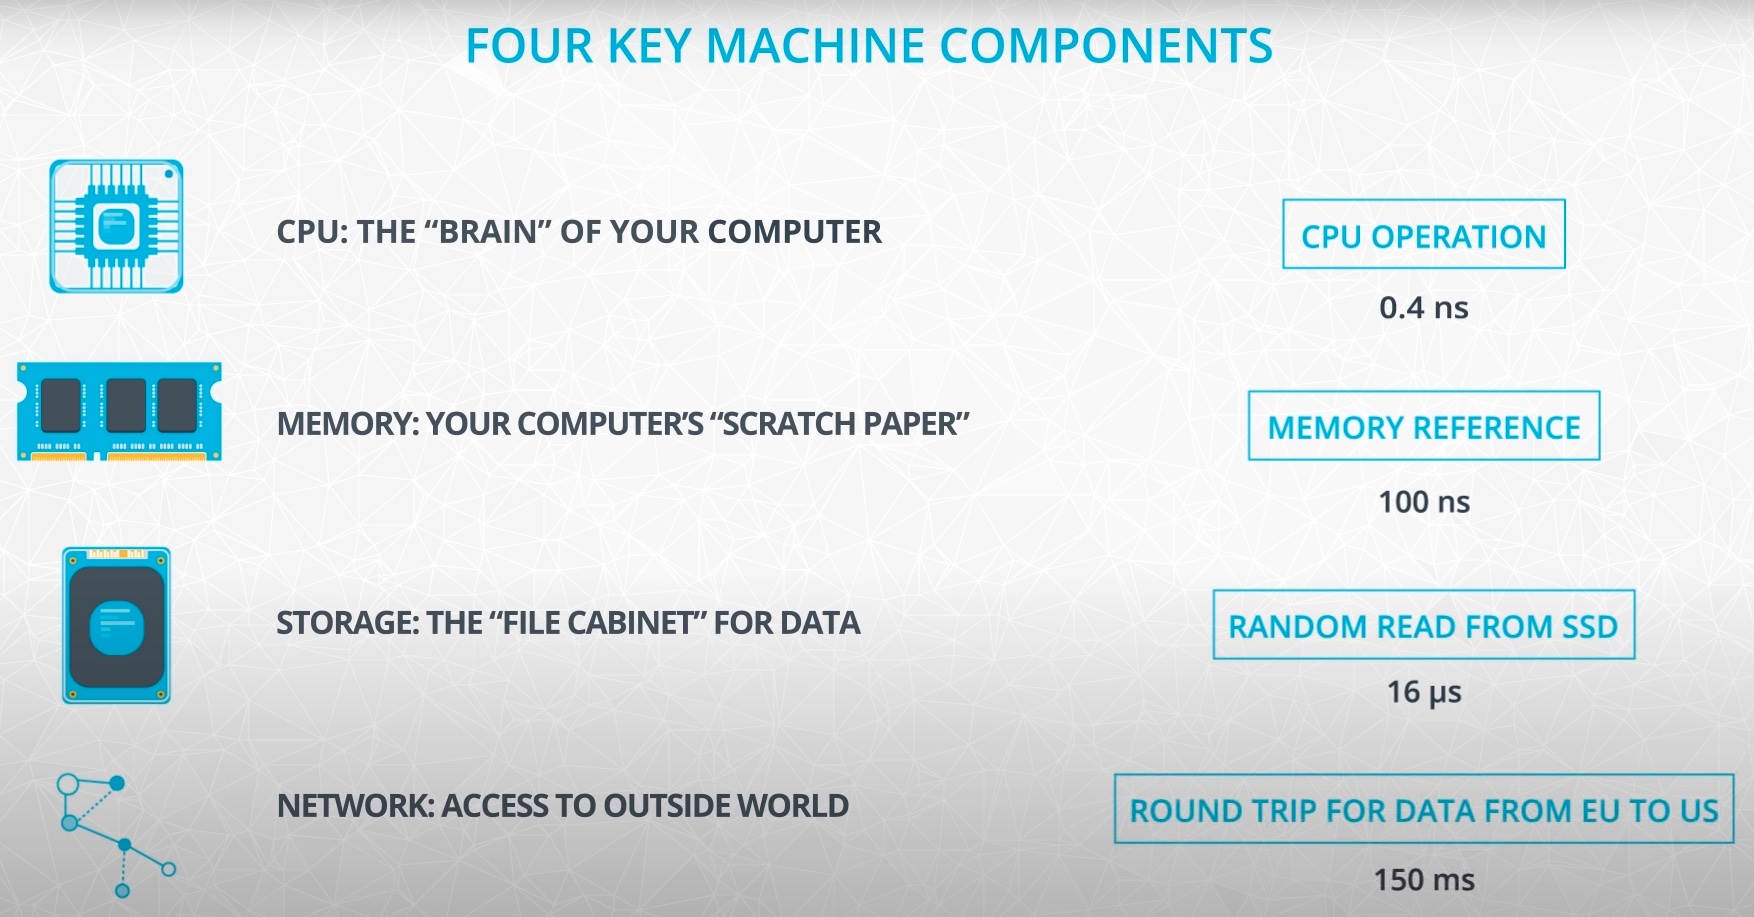 FOUR KEY MACHINE COMPONENTS
CPU: THE “BRAIN” OF YOUR COMPUTER
CPU OPERATION
0.4 ns
MEMORY: YOUR COMPUTER’S “SCRATCH PAPER”
MEMORY REFERENCE
100 ns
STORAGE: THE “FILE CABINET” FOR DATA
RANDOM READ FROM SSD
16 μs
NETWORK: ACCESS TO OUTSIDE WORLD
ROUND TRIP FOR DATA FROM EU TO US
150 ms